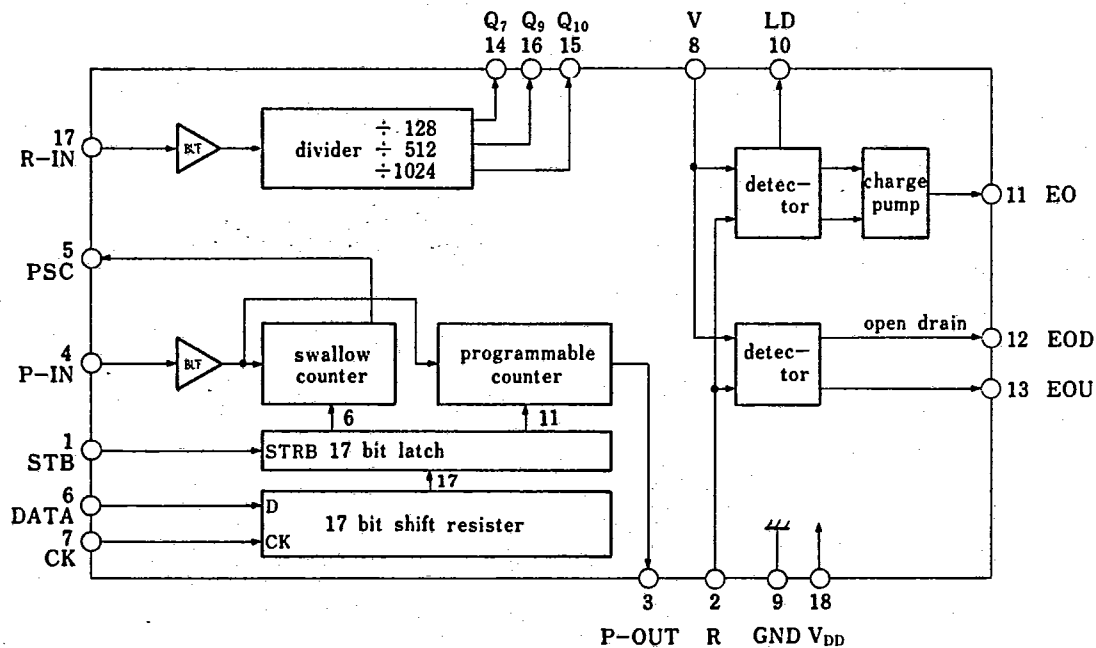 Q7 Q9 Q10 V LD
14 16 15 8 10
17
R-IN
BUF
divider
÷ 128
÷ 512
÷1024
detec-
tor
charge
pump
11 EO
5
PSC
4
P-IN
BUF
swallow
counter
programmable
counter
detec-
tor
open drain
12 EOD
13 EOU
6 11
1
STB
STRB 17 bit latch
17
6
DATA
D
17 bit shift resister
7
CK
CK
3 2 9 18
P-OUT R GND VDD